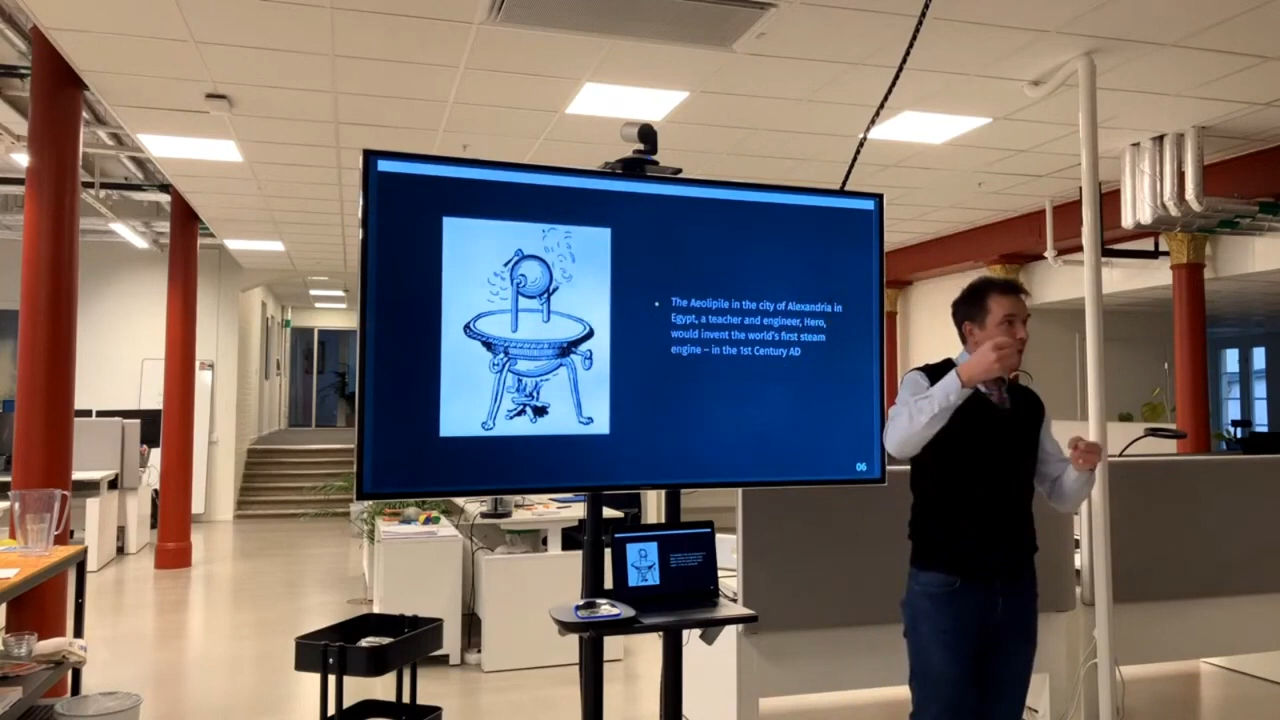 The Aeolipile in the city of Alexandria in
Egypt, a teacher and engineer, Hero,
would invent the world's first steam
engine – in the 1st Century AD
06